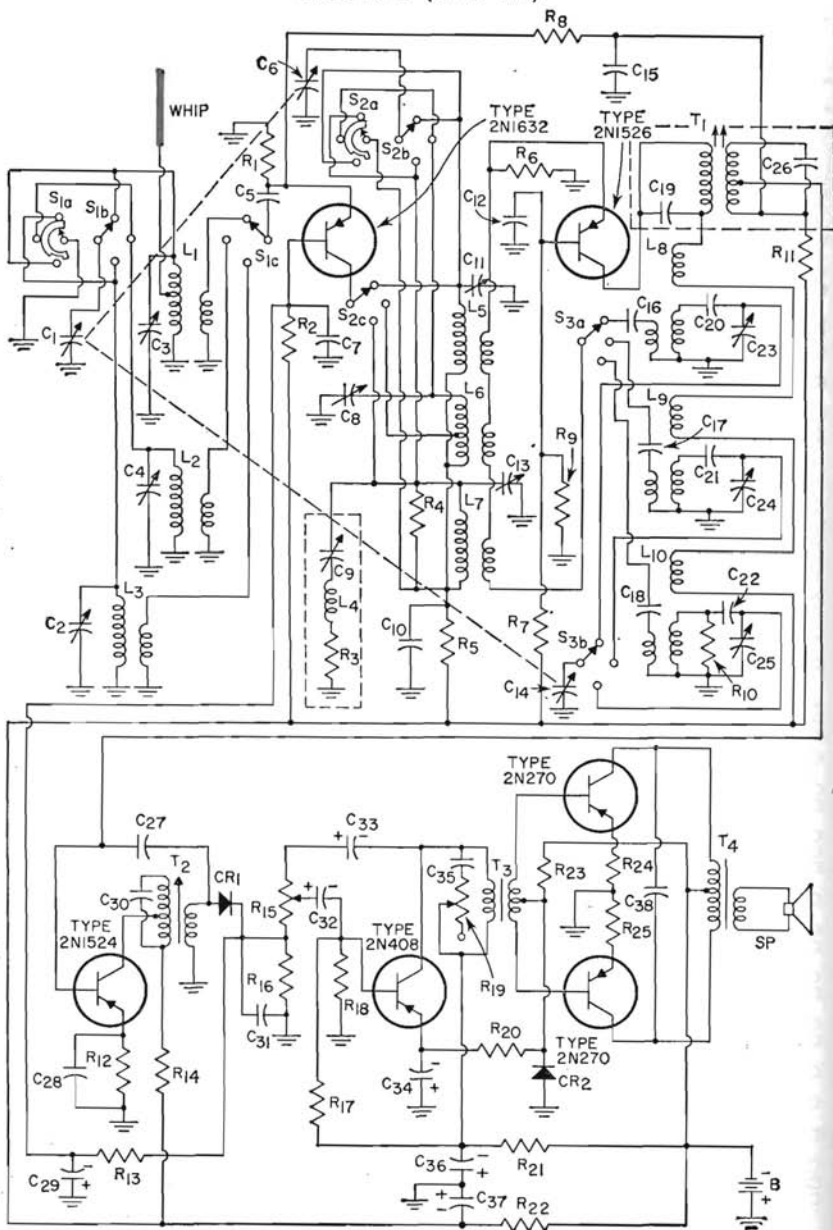 R8
C6
C15
WHIP
S2a
TYPE
2N1632
TYPE
2N1526
T1
S2b
R1
R6
C26
C5
C12
C19
S1a
S1b
L1
S1c
L8
R11
C11
S2c
L5
C16
S3a
C1
C3
R2
C7
C20
C23
L6
C8
L9
C17
R9
C4
L2
C13
L7
R4
C21
C24
C9
L10
L3
L4
C18
C22
C2
R3
C10
R5
R7
S3b
C25
C14
R10
TYPE
2N270
C27
C33
T2
CR1
T3
R24
T4
C30
C35
R23
C38
TYPE
2N1524
R15
C32
TYPE
2N408
R25
SP
R16
R18
R19
R12
C31
R20
TYPE
2N270
C28
R14
C34
CR2
R17
R13
C36
R21
C29
B
C37
R22